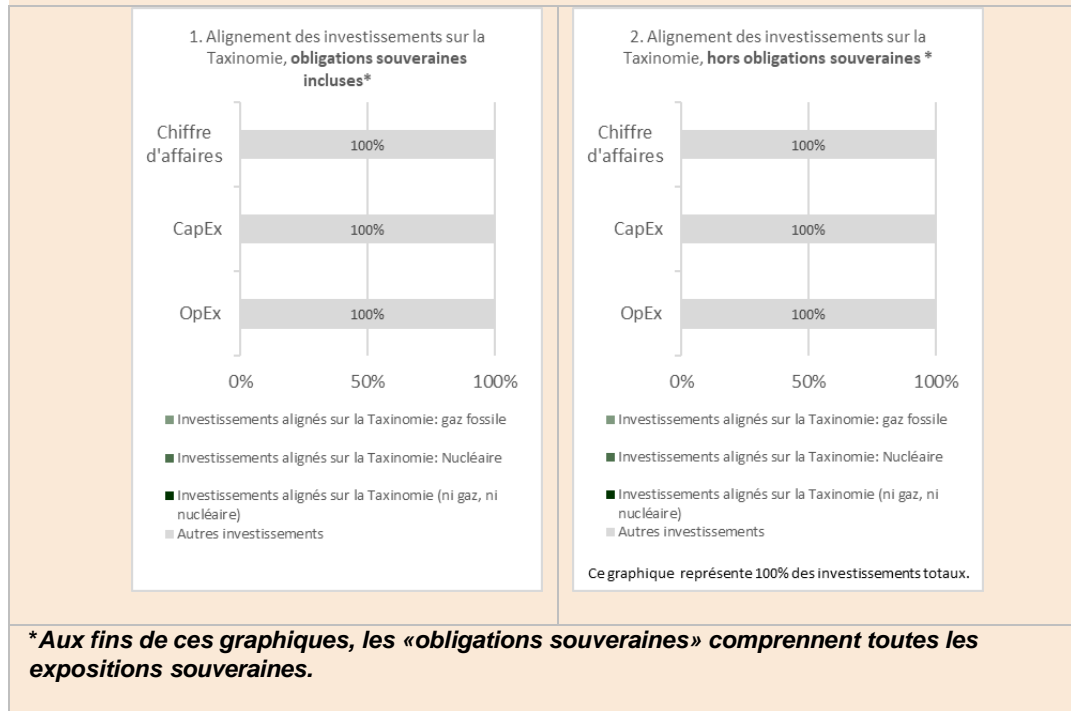 1. Alignement des investissements sur la
Taxinomie, obligations souveraines
incluses*
Chiffre
d'affaires
100%
CapEx
100%
OpEx
100%
0% 50% 100%
Investissements alignés sur la Taxinomie: gaz fossile
Investissements alignés sur la Taxinomie: Nucléaire
Investissements alignés sur la Taxinomie (ni gaz, ni
nucléaire)
Autres investissements
2. Alignement des investissements sur la
Taxinomie, hors obligations souveraines *
Chiffre
d'affaires
100%
CapEx
100%
OpEx
100%
0% 50% 100%
Investissements alignés sur la Taxinomie: gaz fossile
Investissements alignés sur la Taxinomie: Nucléaire
Investissements alignés sur la Taxinomie (ni gaz, ni
nucléaire)
Autres investissements
Ce graphique représente 100% des investissements totaux.
*Aux fins de ces graphiques, les «obligations souveraines» comprennent toutes les
expositions souveraines.